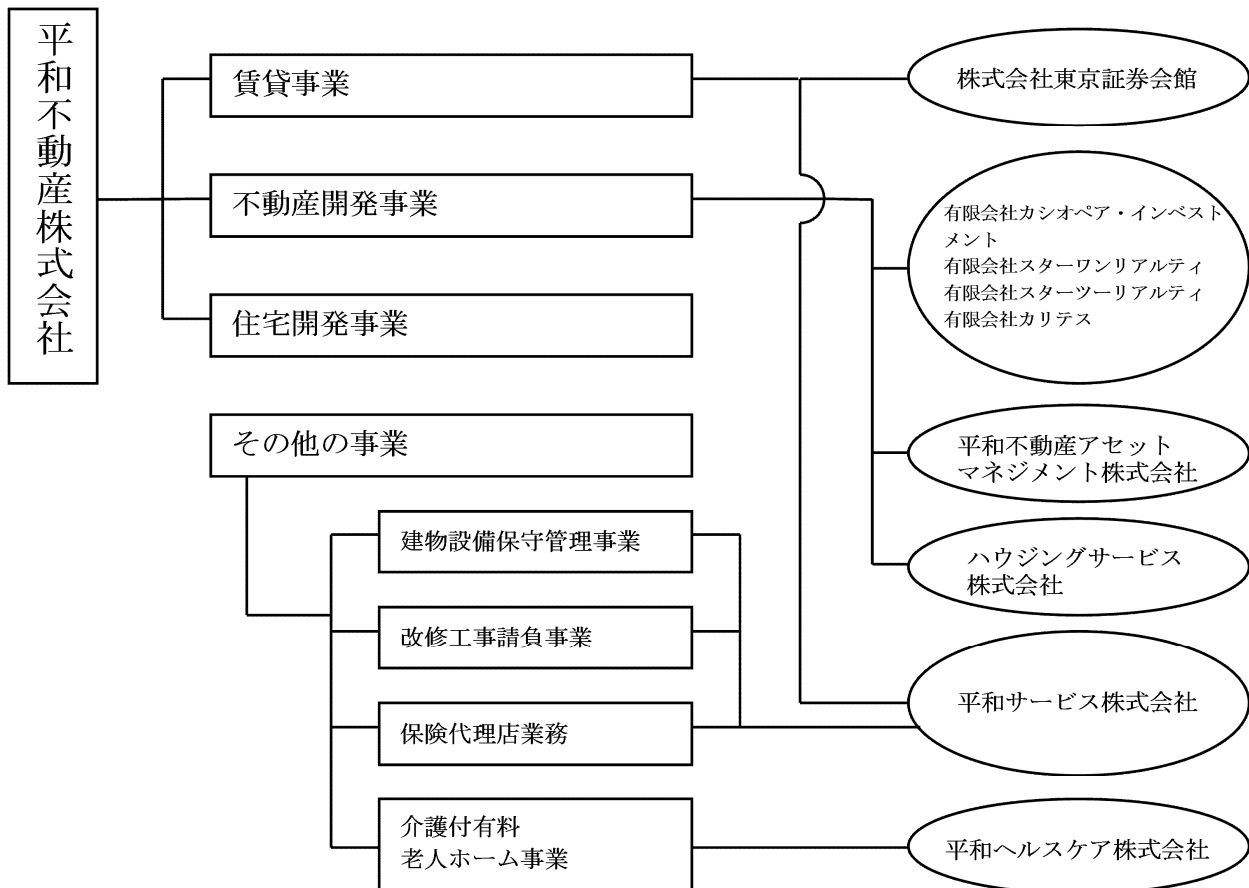 平和不動産株式会社
賃貸事業
不動産開発事業
住宅開発事業
その他の事業
建物設備保守管理事業
改修工事請負事業
保険代理店業務
介護付有料
老人ホーム事業
株式会社東京証券会館
有限会社カシオペア・インベスト
メント
有限会社スターワンリアルティ
有限会社スターツーリアルティ
有限会社カリテス
平和不動産アセット
マネジメント株式会社
ハウジングサービス
株式会社
平和サービス株式会社
平和ヘルスケア株式会社